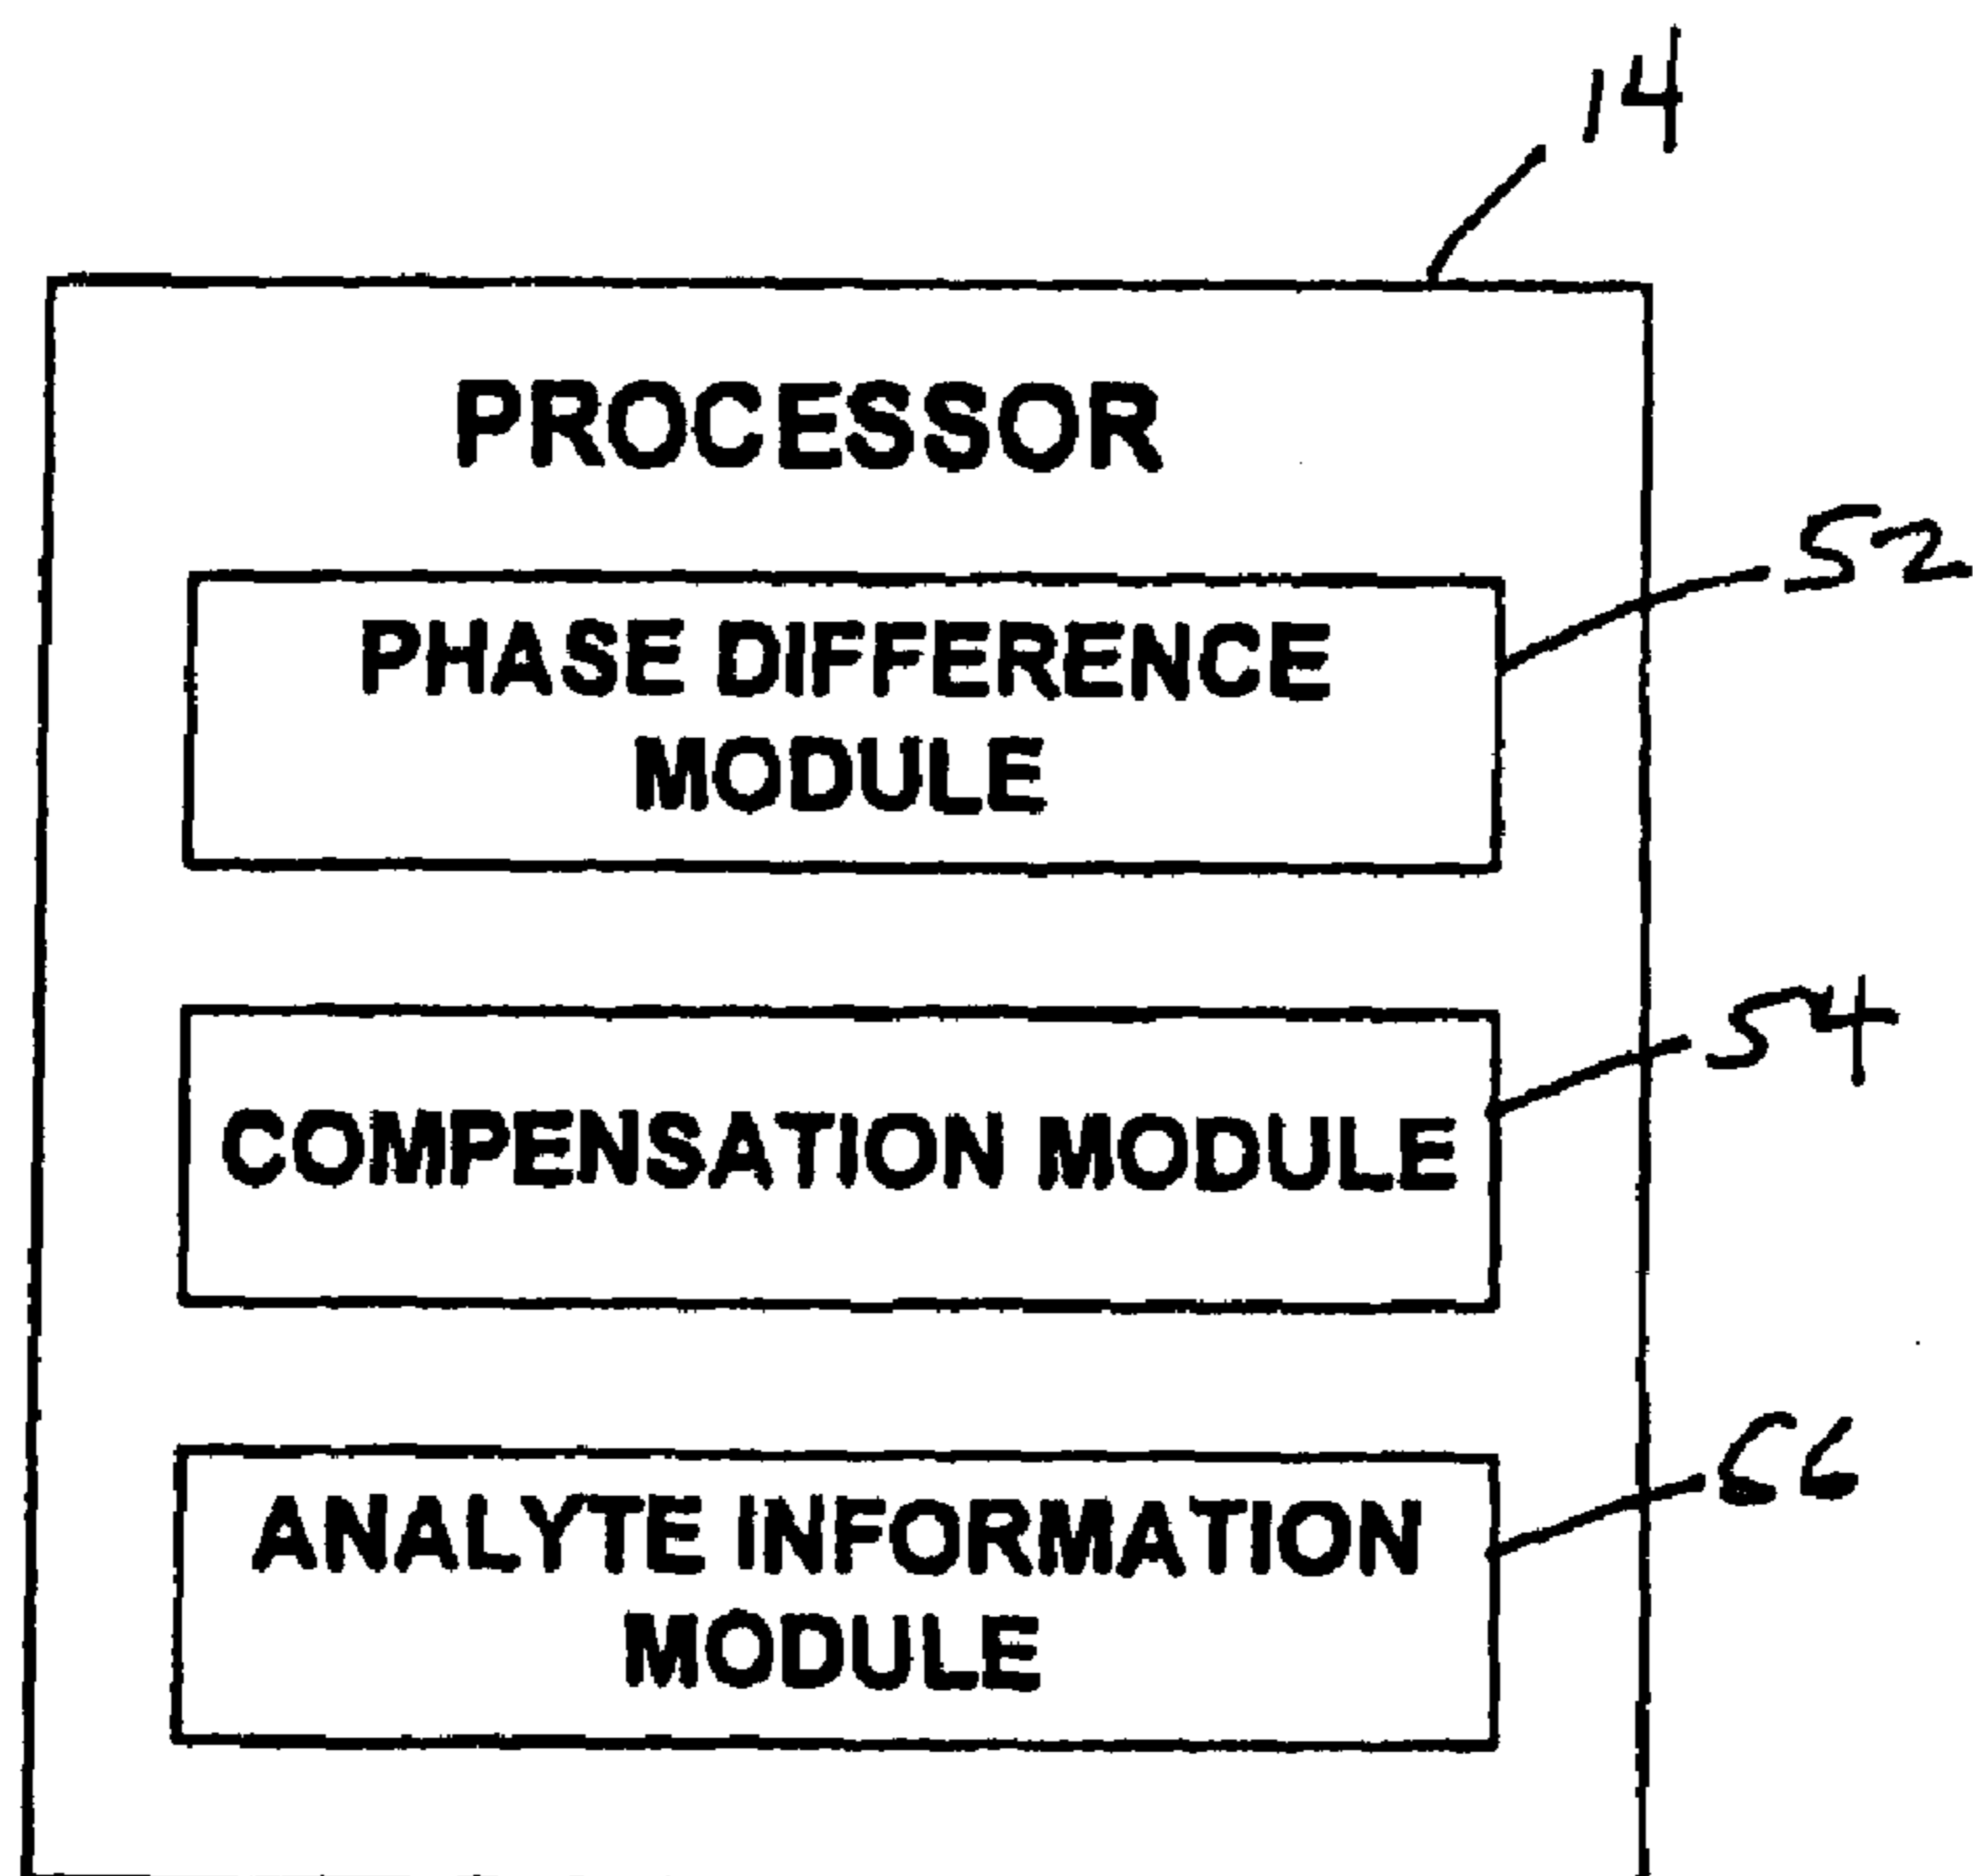 14
PROCESSOR
52
PHASE DIFFERENCE
MODULE
54
COMPENSATION MODULE
56
ANALYTE INFORMATION
MODULE